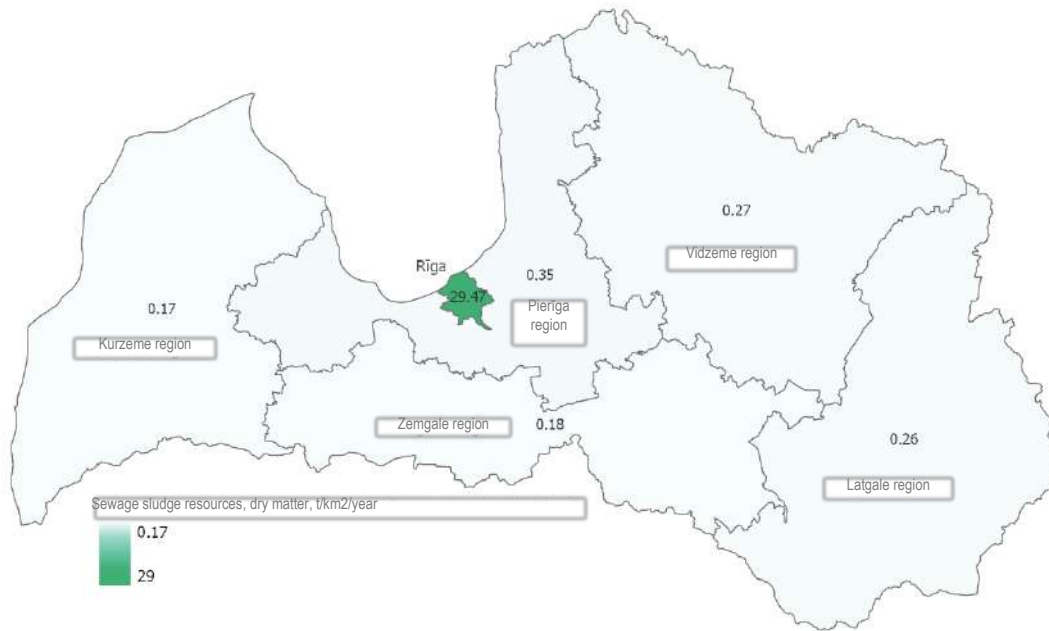 0.27
Vidzeme region
Rīga
0.35
29.47
Pierīga
region
0.17
Kurzeme region
Zemgale region
0.18
0.26
Latgale region
Sewage sludge resources, dry matter, t/km2/year
0.17
29